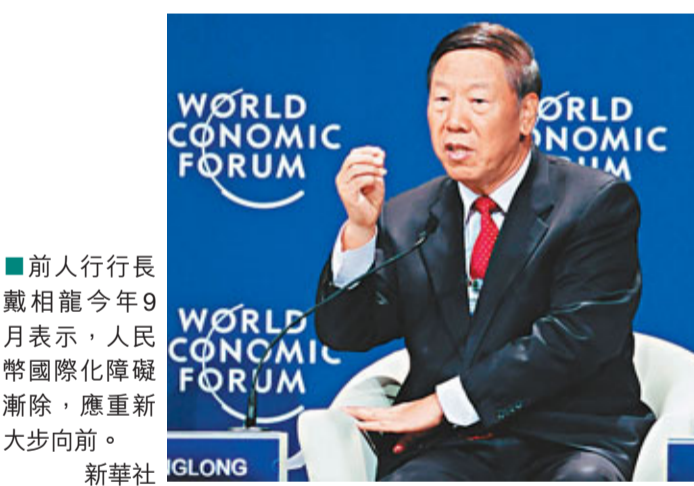 ■前人行行長
戴相龍今年9
月表示，人民
幣國際化障礙
漸除，應重新
大步向前。
新華社
WORLD
ECONOMIC
FORUM
WORLD
ECONOMIC
FORUM
WORLD
ECONOMIC
FORUM
NGLONG